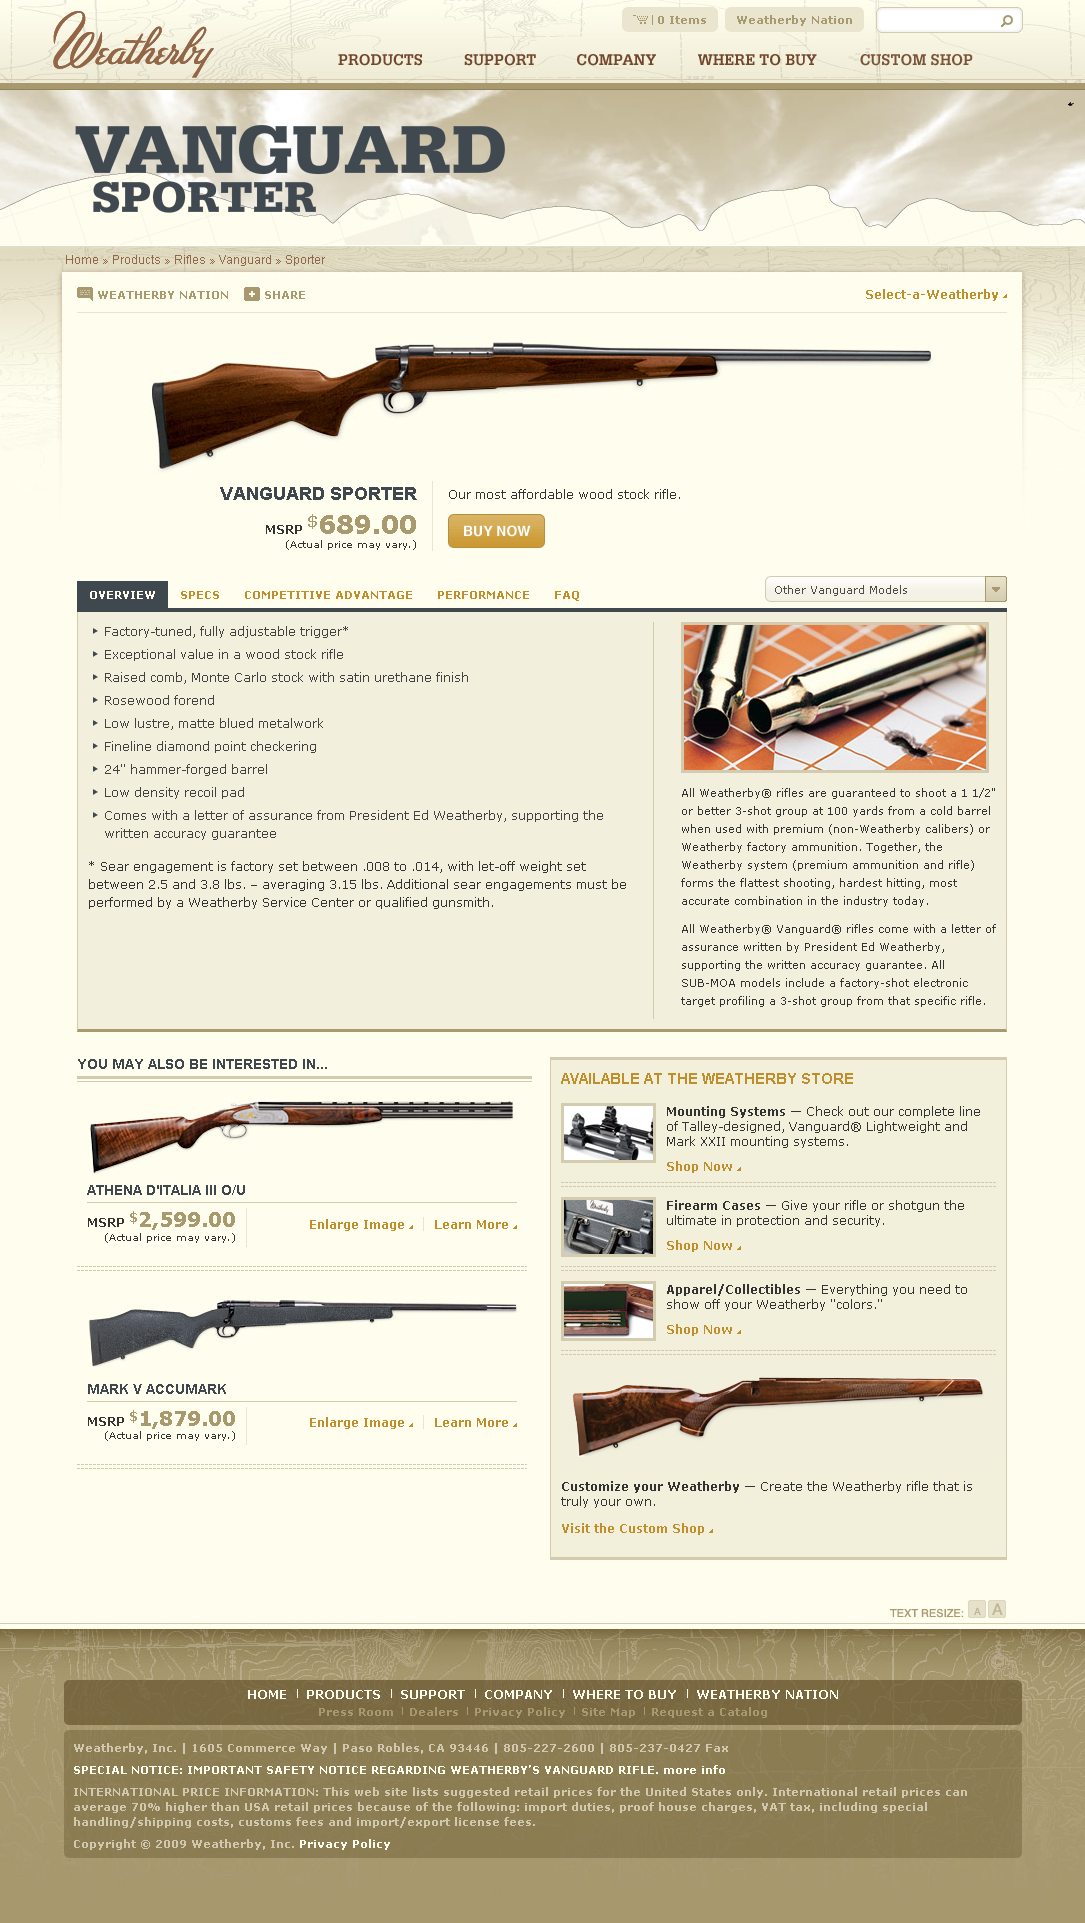 Weatherby
0 Items
Weatherby Nation
PRODUCTS
SUPPORT
COMPANY
WHERE TO BUY
CUSTOM SHOP
VANGUARD
SPORTER
Home » Products » Rifles » Vanguard » Sporter
WEATHERBY NATION
SHARE
Select-a-Weatherby
VANGUARD SPORTER
MSRP $689.00
(Actual price may vary.)
Our most affordable wood stock rifle.
BUY NOW
OVERVIEW
SPECS
COMPETITIVE ADVANTAGE
PERFORMANCE
FAQ
Other Vanguard Models
Factory-tuned, fully adjustable trigger*
Exceptional value in a wood stock rifle
Raised comb, Monte Carlo stock with satin urethane finish
Rosewood forend
Low lustre, matte blued metalwork
Fineline diamond point checkering
24" hammer-forged barrel
Low density recoil pad
Comes with a letter of assurance from President Ed Weatherby, supporting the
written accuracy guarantee
* Sear engagement is factory set between .008 to .014, with let-off weight set
between 2.5 and 3.8 lbs. – averaging 3.15 lbs. Additional sear engagements must be
performed by a Weatherby Service Center or qualified gunsmith.
All Weatherby® rifles are guaranteed to shoot a 1 1/2"
or better 3-shot group at 100 yards from a cold barrel
when used with premium (non-Weatherby calibers) or
Weatherby factory ammunition. Together, the
Weatherby system (premium ammunition and rifle)
forms the flattest shooting, hardest hitting, most
accurate combination in the industry today.
All Weatherby® Vanguard® rifles come with a letter of
assurance written by President Ed Weatherby,
supporting the written accuracy guarantee. All
SUB-MOA models include a factory-shot electronic
target profiling a 3-shot group from that specific rifle.
YOU MAY ALSO BE INTERESTED IN...
ATHENA D'ITALIA III O/U
MSRP $2,599.00
(Actual price may vary.)
Enlarge Image
Learn More
MARK V ACCUMARK
MSRP $1,879.00
(Actual price may vary.)
Enlarge Image
Learn More
AVAILABLE AT THE WEATHERBY STORE
Mounting Systems — Check out our complete line
of Talley-designed, Vanguard® Lightweight and
Mark XXII mounting systems.
Shop Now
Firearm Cases — Give your rifle or shotgun the
ultimate in protection and security.
Shop Now
Apparel/Collectibles — Everything you need to
show off your Weatherby "colors."
Shop Now
Customize your Weatherby — Create the Weatherby rifle that is
truly your own.
Visit the Custom Shop
TEXT RESIZE: A A
HOME | PRODUCTS | SUPPORT | COMPANY | WHERE TO BUY | WEATHERBY NATION
Press Room | Dealers | Privacy Policy | Site Map | Request a Catalog
Weatherby, Inc. | 1605 Commerce Way | Paso Robles, CA 93446 | 805-227-2600 | 805-237-0427 Fax
SPECIAL NOTICE: IMPORTANT SAFETY NOTICE REGARDING WEATHERBY'S VANGUARD RIFLE. more info
INTERNATIONAL PRICE INFORMATION: This web site lists suggested retail prices for the United States only. International retail prices can
average 70% higher than USA retail prices because of the following: import duties, proof house charges, VAT tax, including special
handling/shipping costs, customs fees and import/export license fees.
Copyright © 2009 Weatherby, Inc. Privacy Policy